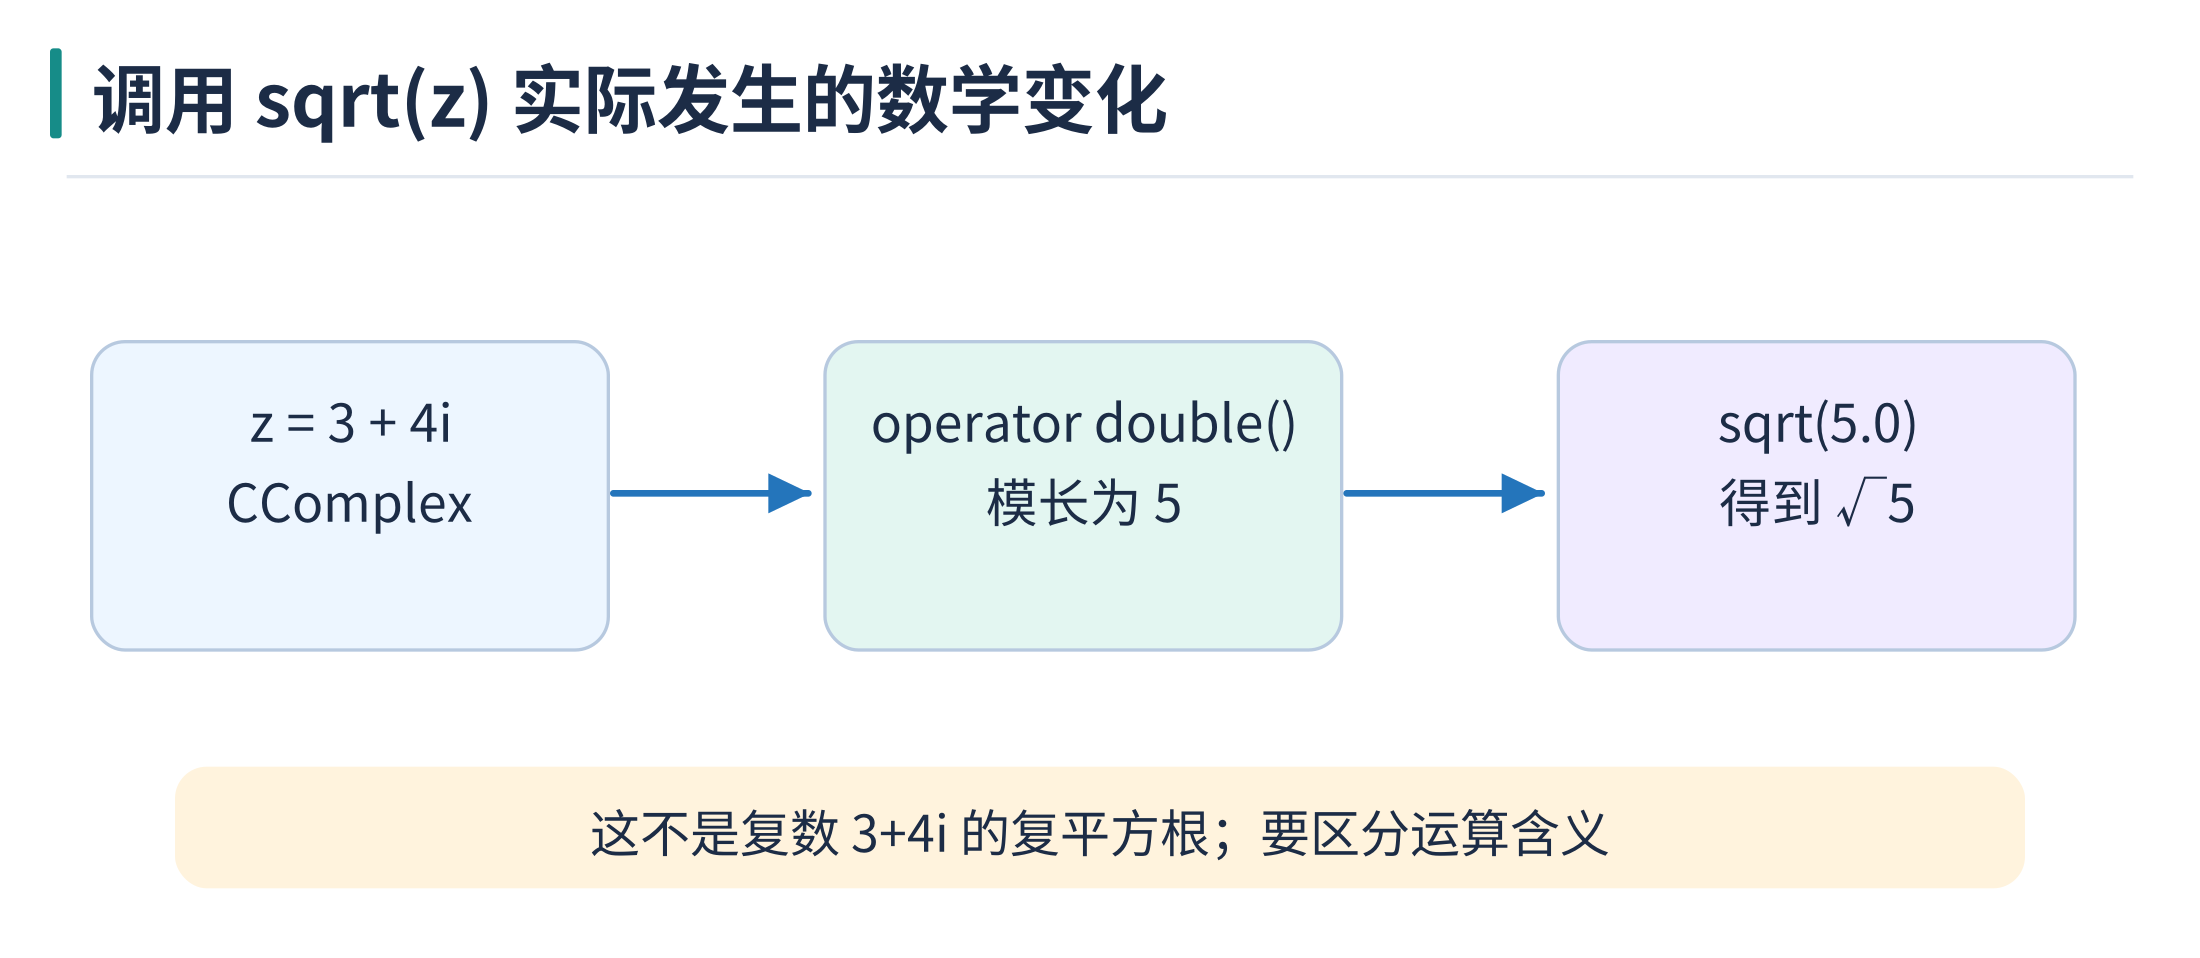 调用 sqrt(z) 实际发生的数学变化
z = 3 + 4i
CComplex
operator double()
模长为 5
sqrt(5.0)
得到 √5
这不是复数 3+4i 的复平方根；要区分运算含义